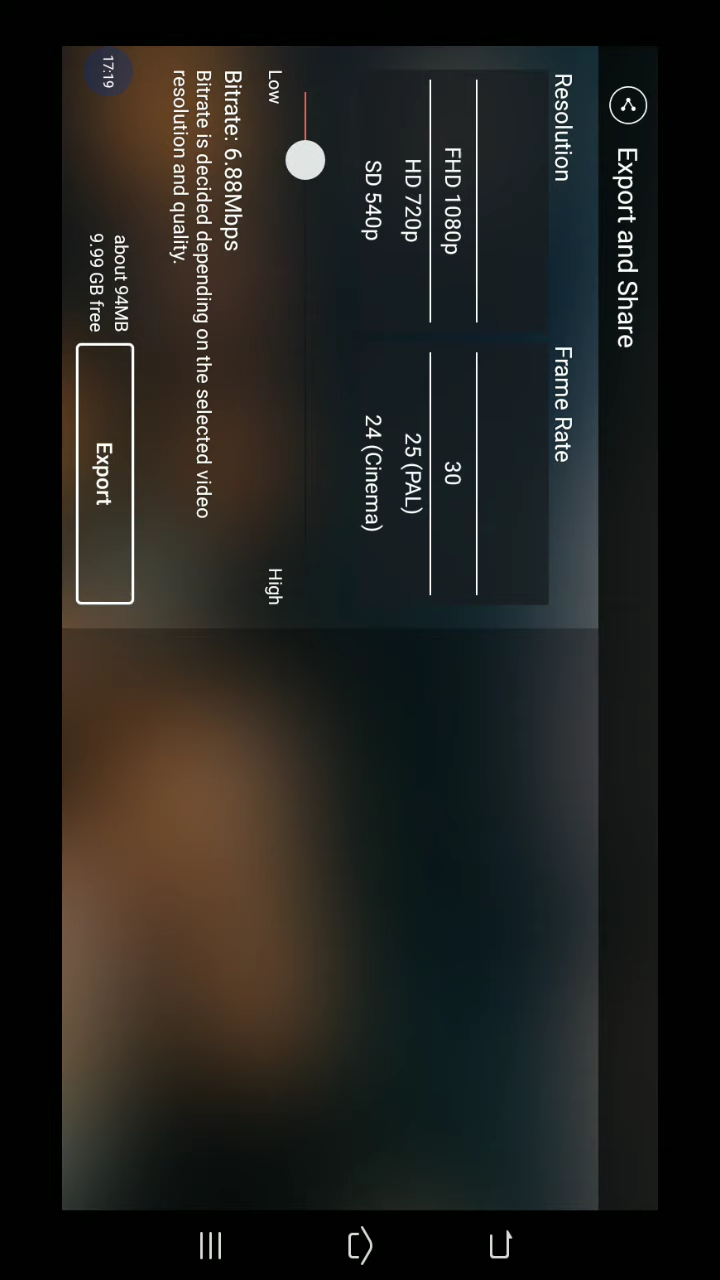 Export and Share
Resolution
Frame Rate
FHD 1080p
HD 720p
SD 540p
30
25 (PAL)
24 (Cinema)
Low
High
Bitrate: 6.88Mbps
Bitrate is decided depending on the selected video
resolution and quality.
about 94MB
9.99 GB free
Export
17:19